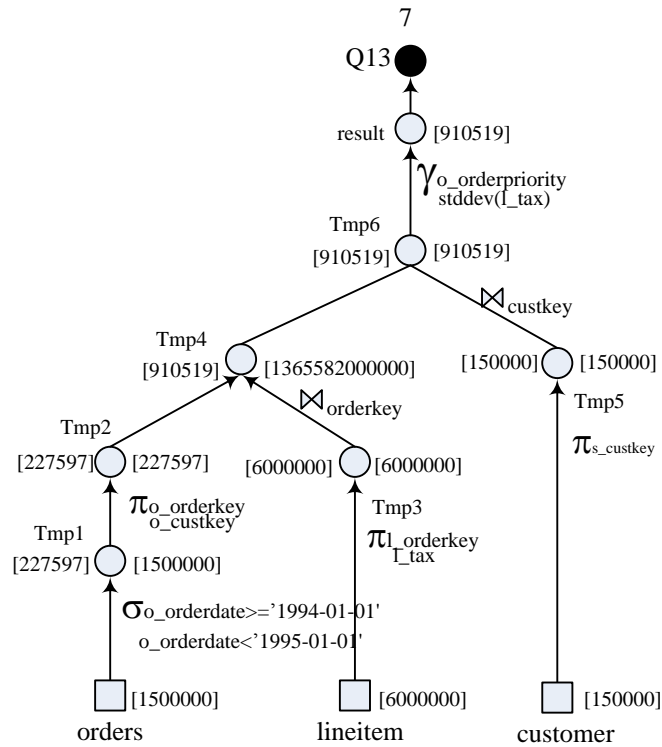 7
Q13
result [910519]
γo_orderpriority
stddev(l_tax)
Tmp6
[910519] [910519]
⋈custkey
Tmp4
[910519] [1365582000000]
[150000] [150000]
⋈orderkey
Tmp5
Tmp2
[227597] [227597]
[6000000] [6000000]
πs_custkey
πo_orderkey
o_custkey
Tmp3
Tmp1
πl_orderkey
l_tax
[227597] [1500000]
σo_orderdate>='1994-01-01'
o_orderdate<'1995-01-01'
[1500000] [6000000] [150000]
orders lineitem customer